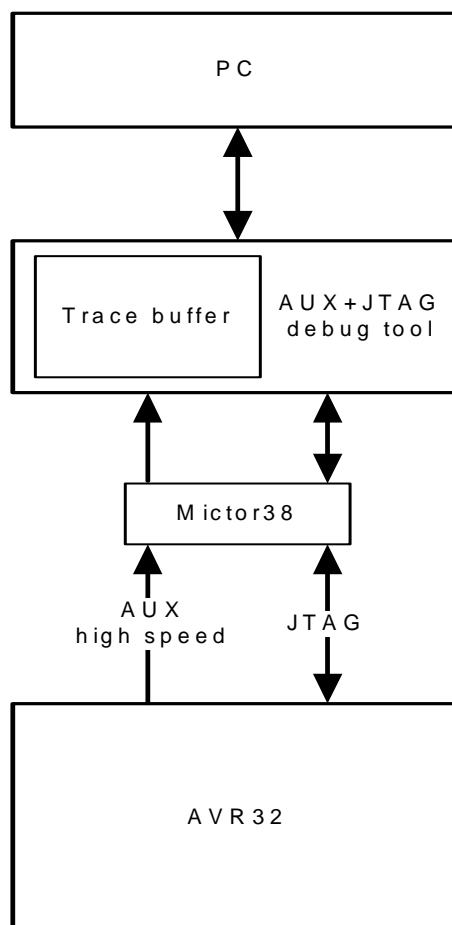 PC
Trace buffer
AUX+JTAG
debug tool
Mictor38
AUX
high speed
JTAG
AVR32